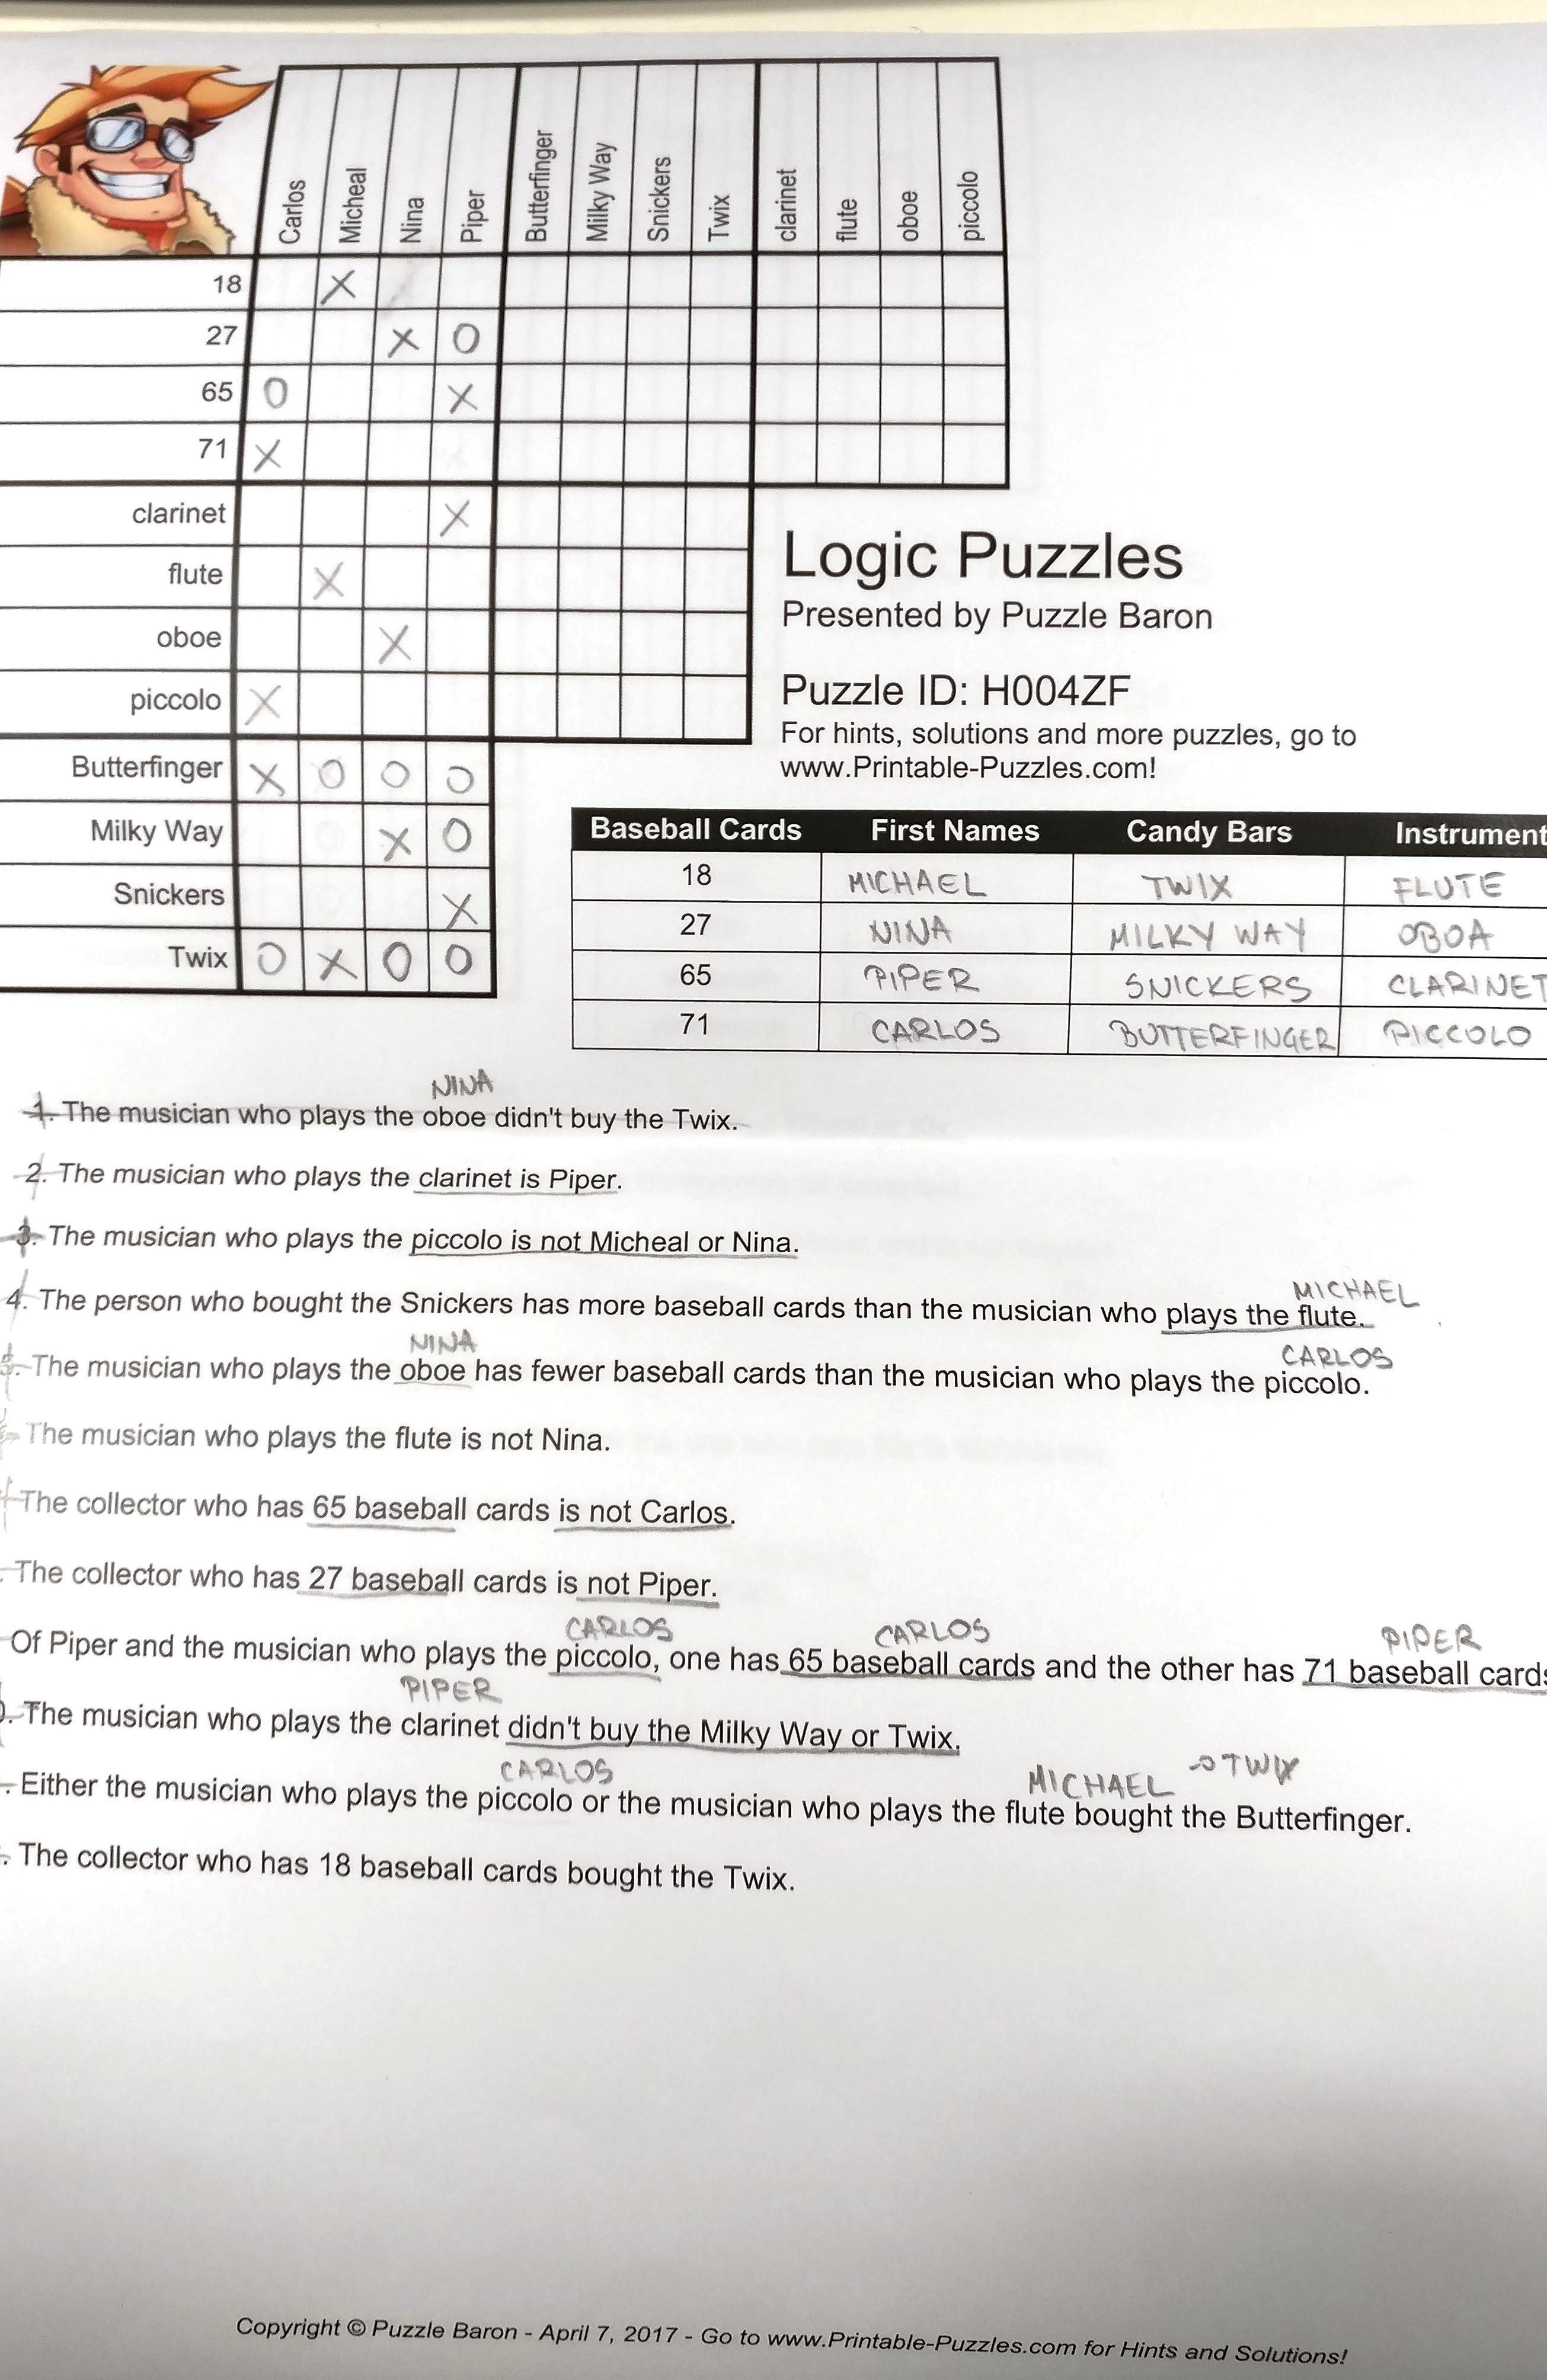 Carlos
Micheal
Nina
Piper
Butterfinger
Milky Way
Snickers
Twix
clarinet
flute
oboe
piccolo
18 X
27 X O
65 O X
71 X
clarinet X
flute X
oboe X
piccolo X
Butterfinger X O O O
Milky Way X O
Snickers X
Twix O X O O
Logic Puzzles
Presented by Puzzle Baron
Puzzle ID: H004ZF
For hints, solutions and more puzzles, go to
www.Printable-Puzzles.com!
Baseball Cards First Names Candy Bars Instrument
18 MICHAEL TWIX FLUTE
27 NINA MILKY WAY OBOA
65 PIPER SNICKERS CLARINET
71 CARLOS BUTTERFINGER PICCOLO
NINA
1. The musician who plays the oboe didn't buy the Twix.
2. The musician who plays the clarinet is Piper.
3. The musician who plays the piccolo is not Micheal or Nina.
MICHAEL
4. The person who bought the Snickers has more baseball cards than the musician who plays the flute.
NINA CARLOS
5. The musician who plays the oboe has fewer baseball cards than the musician who plays the piccolo.
The musician who plays the flute is not Nina.
The collector who has 65 baseball cards is not Carlos.
. The collector who has 27 baseball cards is not Piper.
CARLOS CARLOS PIPER
Of Piper and the musician who plays the piccolo, one has 65 baseball cards and the other has 71 baseball cards
PIPER
. The musician who plays the clarinet didn't buy the Milky Way or Twix.
CARLOS MICHAEL → TWIX
. Either the musician who plays the piccolo or the musician who plays the flute bought the Butterfinger.
. The collector who has 18 baseball cards bought the Twix.
Copyright © Puzzle Baron - April 7, 2017 - Go to www.Printable-Puzzles.com for Hints and Solutions!